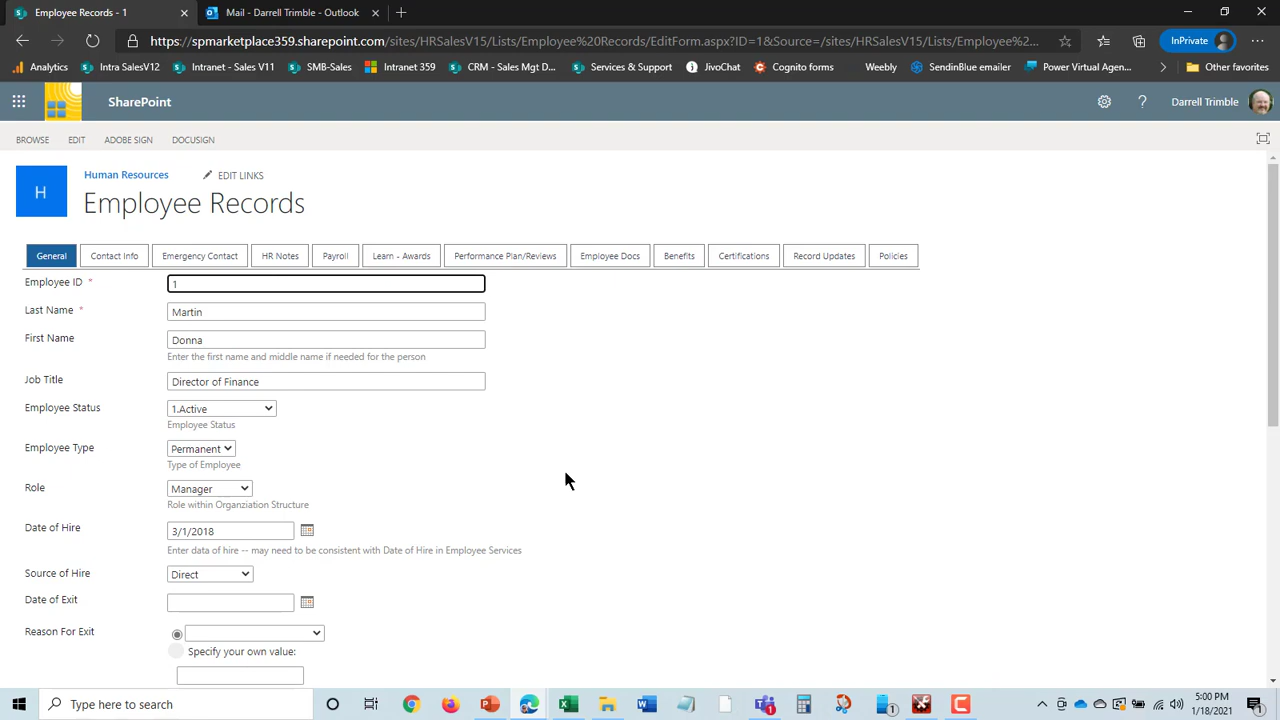 Employee Records - 1
Mail - Darrell Trimble - Outlook
https://spmarketplace359.sharepoint.com/sites/HRSalesV15/Lists/Employee%20Records/EditForm.aspx?ID=1&Source=/sites/HRSalesV15/Lists/Employee%2...
InPrivate
Analytics
Intra SalesV12
Intranet - Sales V11
SMB-Sales
Intranet 359
CRM - Sales Mgt D...
Services & Support
JivoChat
Cognito forms
Weebly
SendinBlue emailer
Power Virtual Agen...
Other favorites
SharePoint
Darrell Trimble
BROWSE EDIT ADOBE SIGN DOCUSIGN
H
Human Resources
EDIT LINKS
Employee Records
General
Contact Info
Emergency Contact
HR Notes
Payroll
Learn - Awards
Performance Plan/Reviews
Employee Docs
Benefits
Certifications
Record Updates
Policies
Employee ID * 1
Last Name * Martin
First Name Donna
Enter the first name and middle name if needed for the person
Job Title Director of Finance
Employee Status 1.Active
Employee Status
Employee Type Permanent
Type of Employee
Role Manager
Role within Organziation Structure
Date of Hire 3/1/2018
Enter data of hire -- may need to be consistent with Date of Hire in Employee Services
Source of Hire Direct
Date of Exit
Reason For Exit
Specify your own value:
Type here to search
5:00 PM
1/18/2021